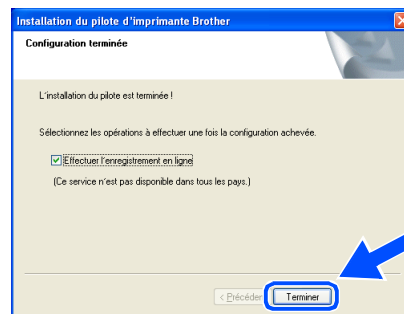 Installation du pilote d'imprimante Brother
Configuration terminée
L'installation du pilote est terminée !
Sélectionnez les opérations à effectuer une fois la configuration achevée.
Effectuer l'enregistrement en ligne
(Ce service n'est pas disponible dans tous les pays.)
< Précéder Terminer